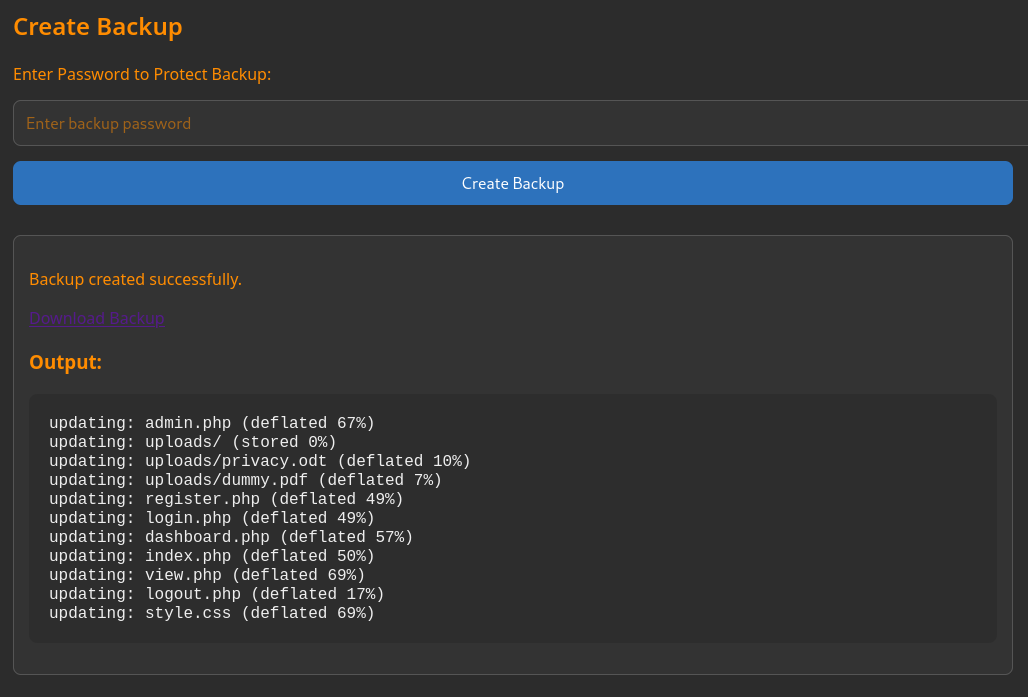 Create Backup
Enter Password to Protect Backup:
Enter backup password
Create Backup
Backup created successfully.
Download Backup
Output:
updating: admin.php (deflated 67%)
updating: uploads/ (stored 0%)
updating: uploads/privacy.odt (deflated 10%)
updating: uploads/dummy.pdf (deflated 7%)
updating: register.php (deflated 49%)
updating: login.php (deflated 49%)
updating: dashboard.php (deflated 57%)
updating: index.php (deflated 50%)
updating: view.php (deflated 69%)
updating: logout.php (deflated 17%)
updating: style.css (deflated 69%)